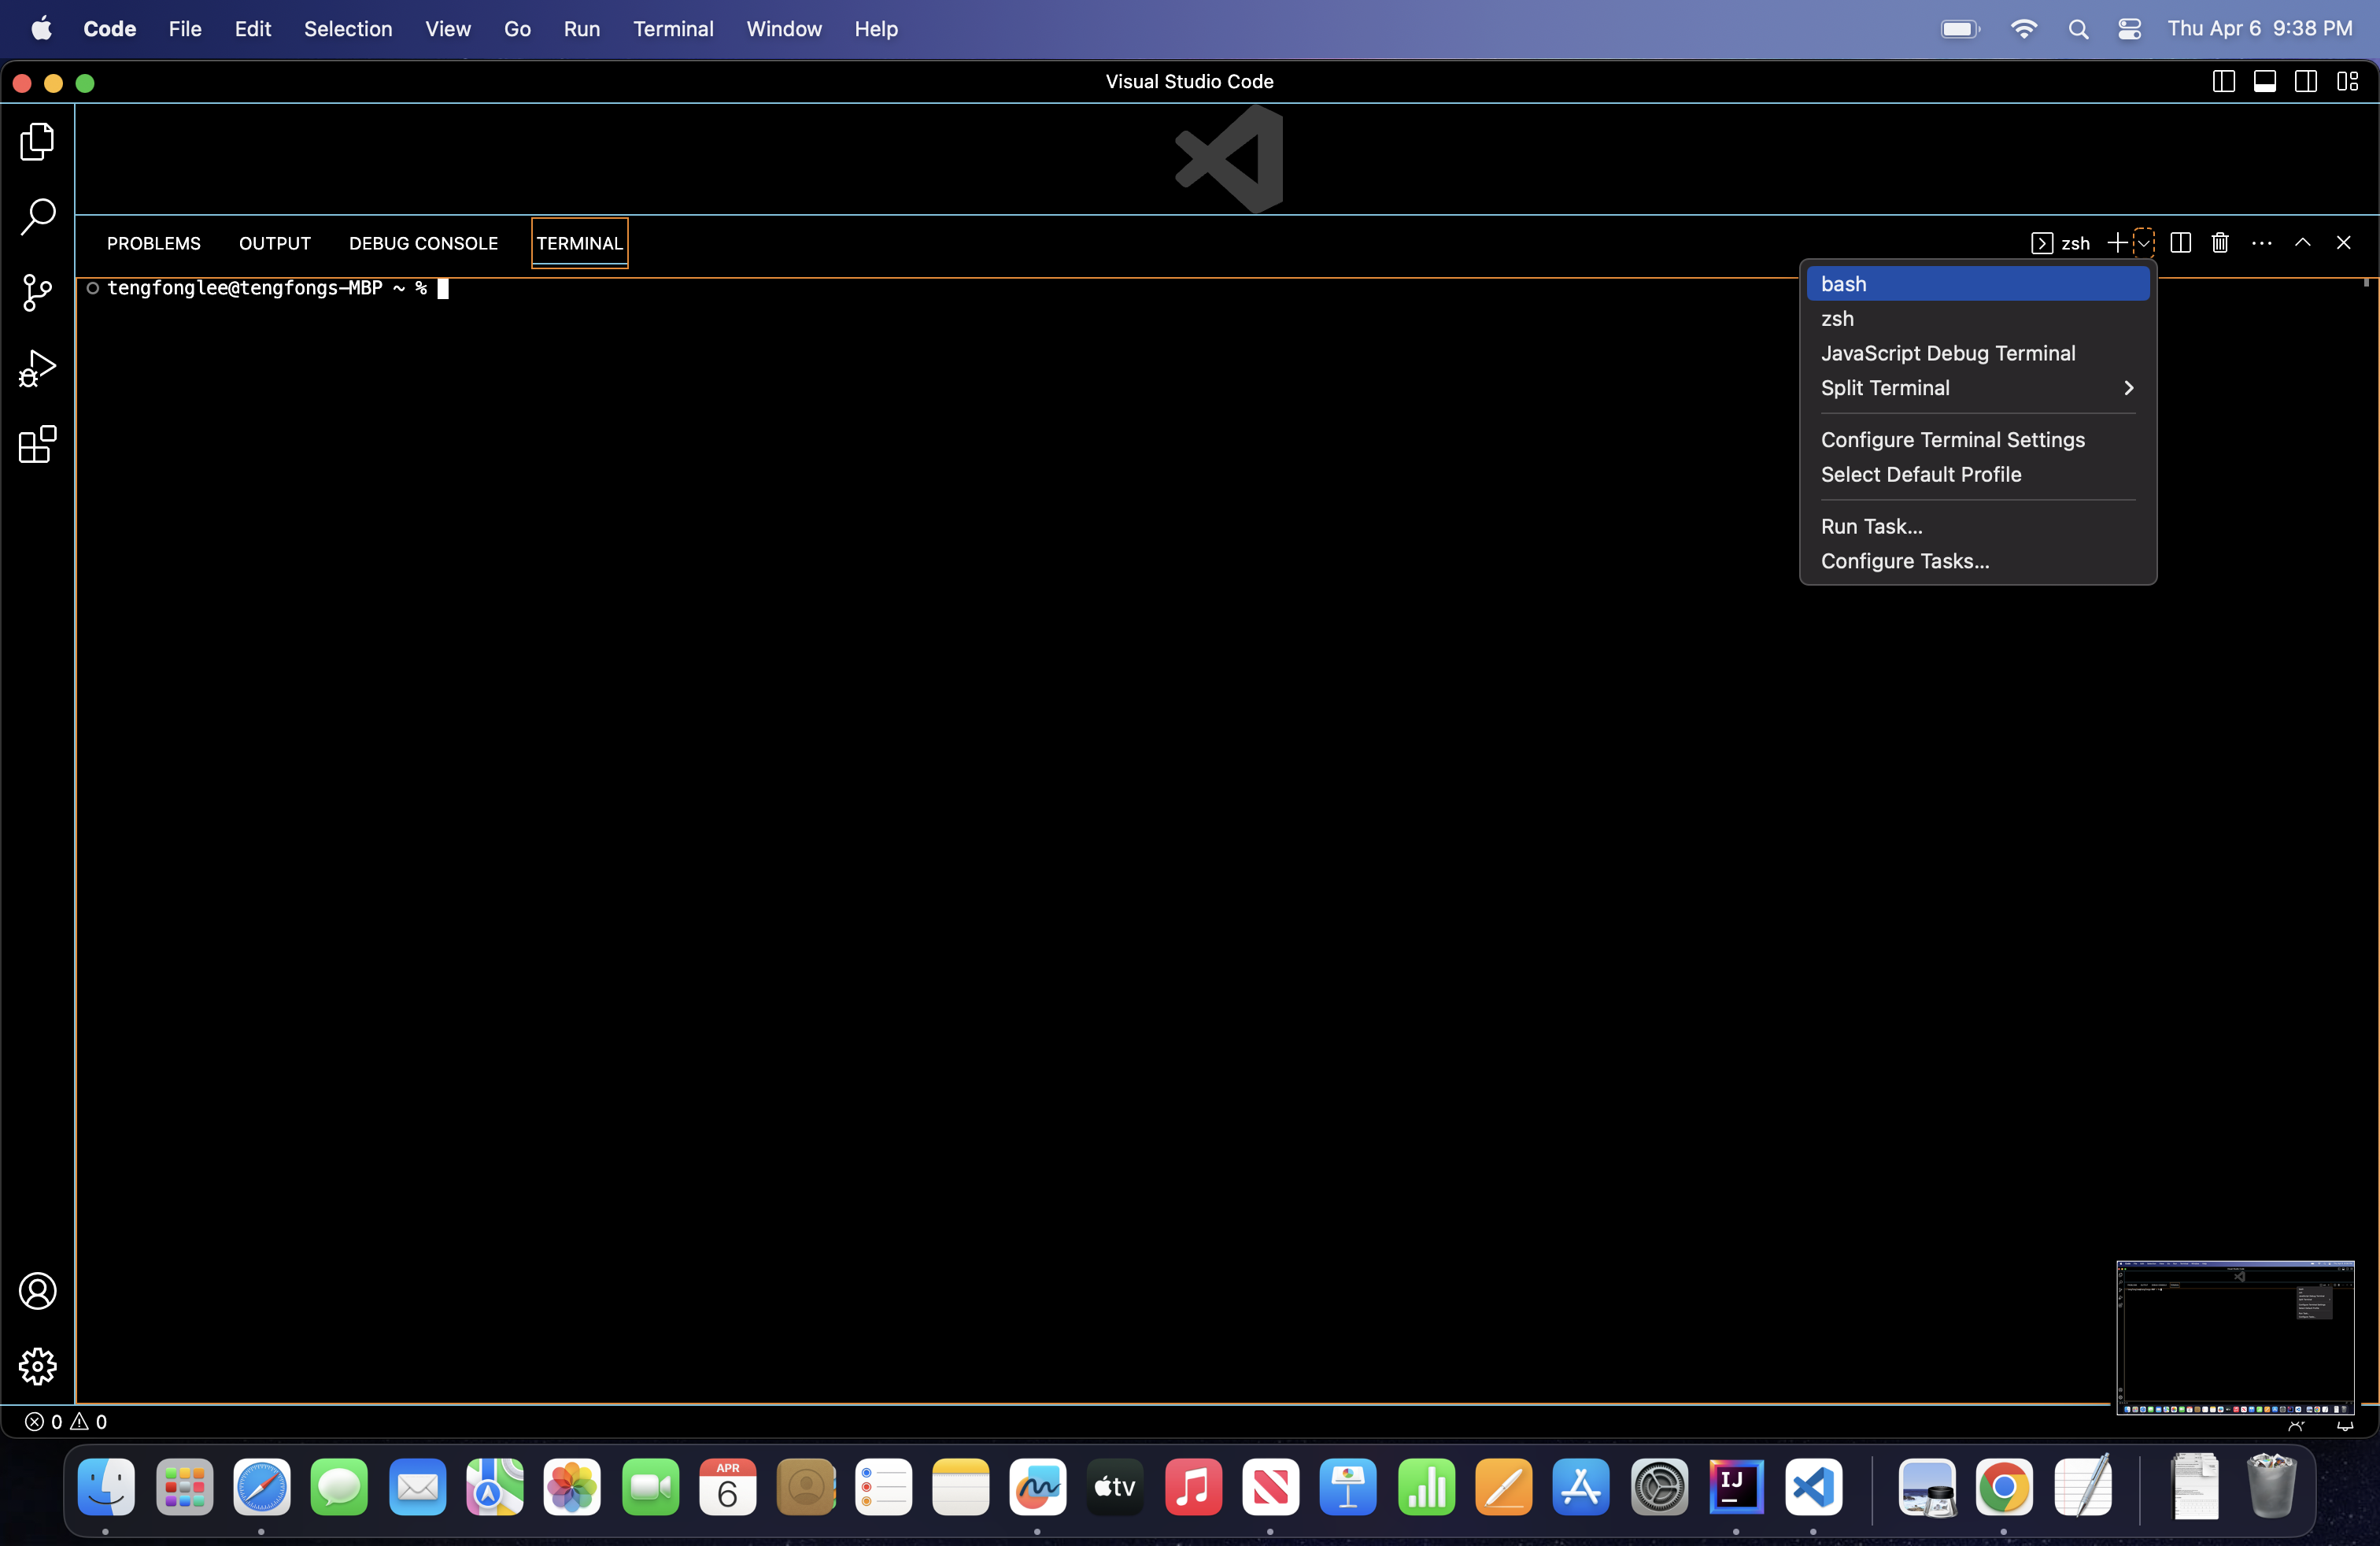 Code File Edit Selection View Go Run Terminal Window Help Thu Apr 6 9:38 PM
Visual Studio Code
PROBLEMS OUTPUT DEBUG CONSOLE TERMINAL zsh
tengfonglee@tengfongs-MBP ~ %
bash
zsh
JavaScript Debug Terminal
Split Terminal
Configure Terminal Settings
Select Default Profile
Run Task...
Configure Tasks...
0 0
APR
6
tv
IJ